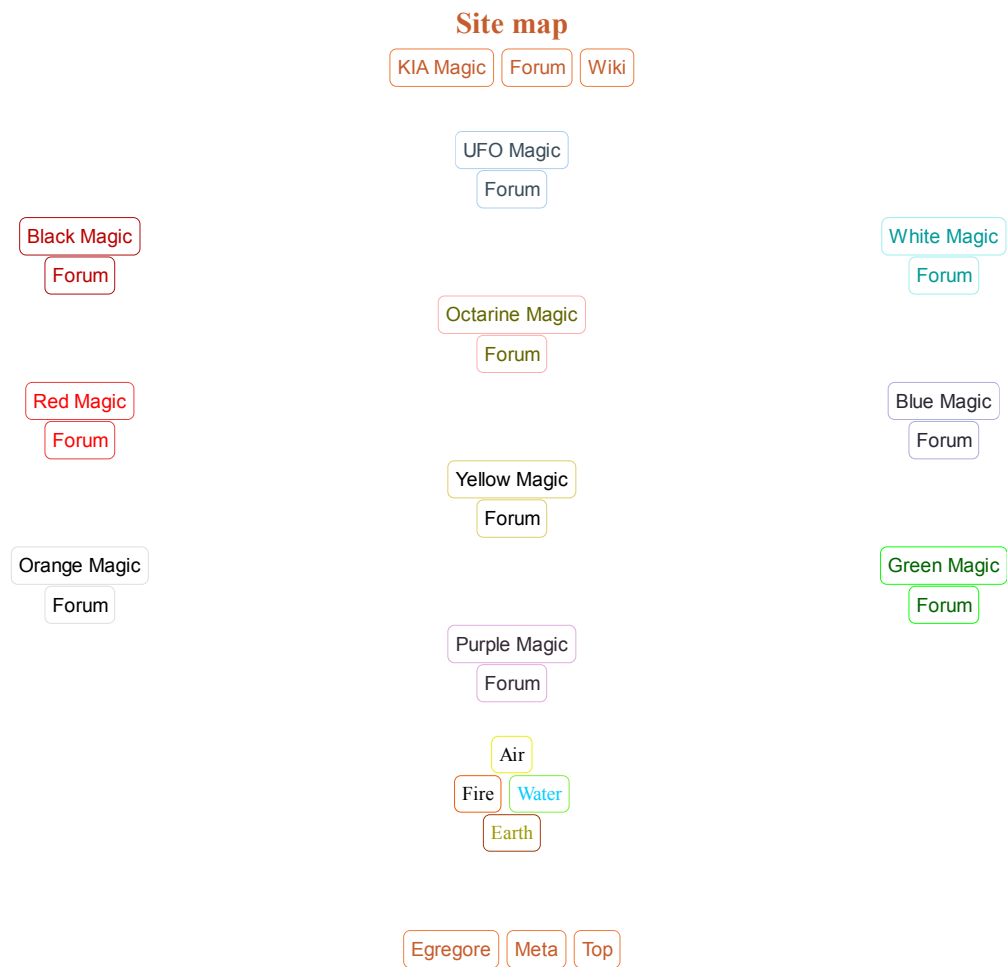 Site map
KIA Magic Forum Wiki
UFO Magic
Forum
Black Magic White Magic
Forum Forum
Octarine Magic
Forum
Red Magic Blue Magic
Forum Forum
Yellow Magic
Forum
Orange Magic Green Magic
Forum Forum
Purple Magic
Forum
Air
Fire Water
Earth
Egregore Meta Top